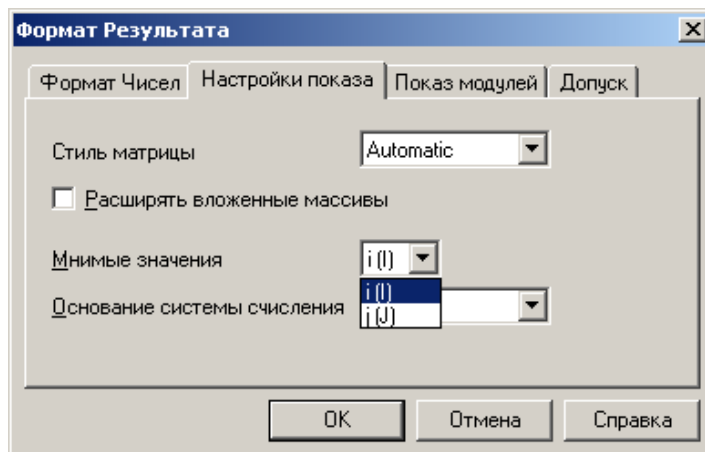 Формат Результата
Формат Чисел Настройки показа Показ модулей Допуск
Стиль матрицы Automatic
Расширять вложенные массивы
Мнимые значения i (I)
i (I)
Основание системы счисления
j (J)
OK Отмена Справка